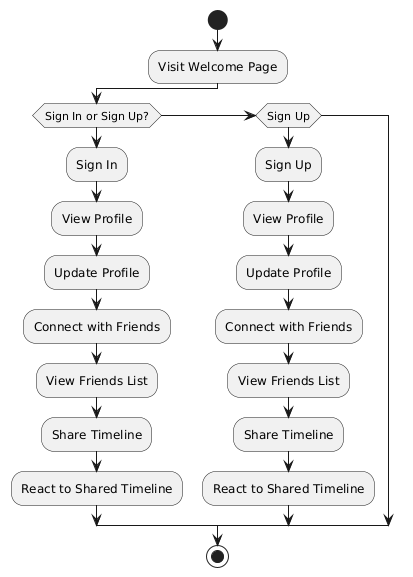 Visit Welcome Page
Sign In or Sign Up?
Sign Up
Sign In
Sign Up
View Profile
View Profile
Update Profile
Update Profile
Connect with Friends
Connect with Friends
View Friends List
View Friends List
Share Timeline
Share Timeline
React to Shared Timeline
React to Shared Timeline